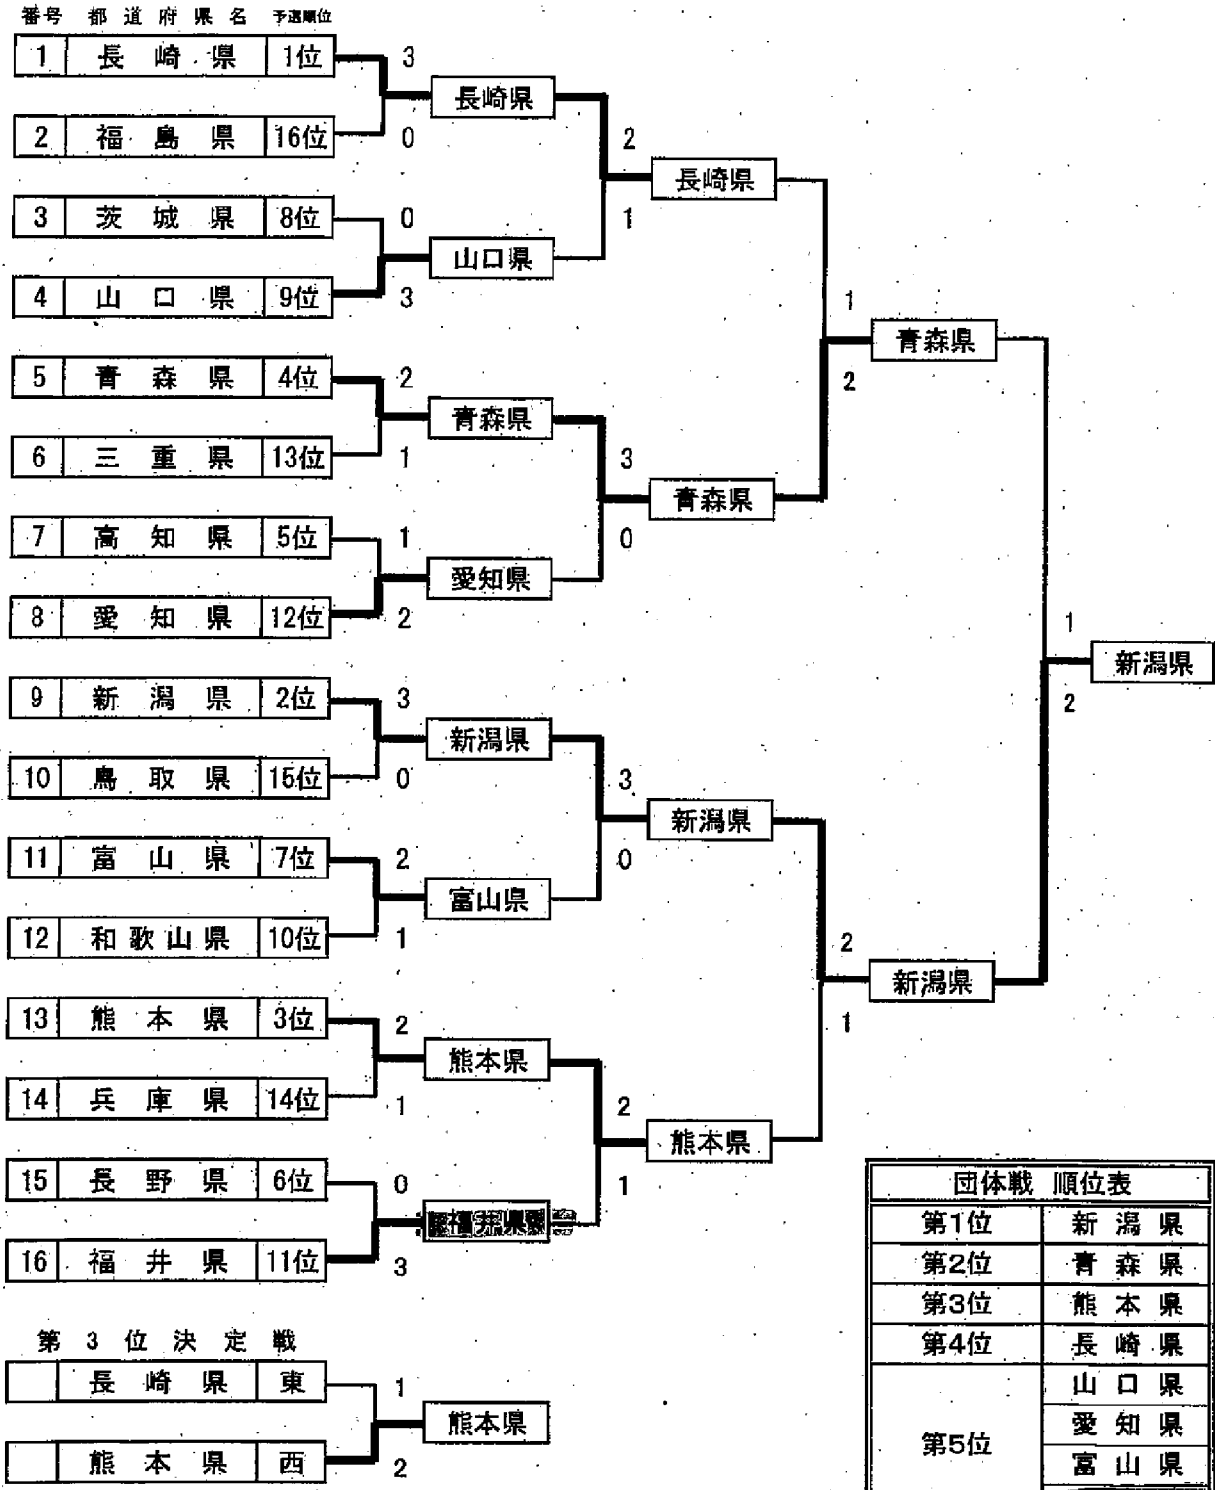 番号 都道府県名 予選順位
1 長崎県 1位 3
長崎県
2 福島県 16位 0
2
長崎県
3 茨城県 8位 0
1
山口県
4 山口県 9位 3
1
青森県
5 青森県 4位 2
2
青森県
6 三重県 13位 1
3
青森県
7 高知県 5位 1
0
愛知県
8 愛知県 12位 2
1
新潟県
9 新潟県 2位 3
2
新潟県
10 鳥取県 15位 0
3
新潟県
11 富山県 7位 2
0
富山県
12 和歌山県 10位 1
2
新潟県
13 熊本県 3位 2
1
熊本県
14 兵庫県 14位 1
2
熊本県
15 長野県 6位 0
1
福井県
16 福井県 11位 3
第3位決定戦
長崎県 東 1
熊本県
熊本県 西 2
団体戦 順位表
第1位 新潟県
第2位 青森県
第3位 熊本県
第4位 長崎県
第5位 山口県
愛知県
富山県